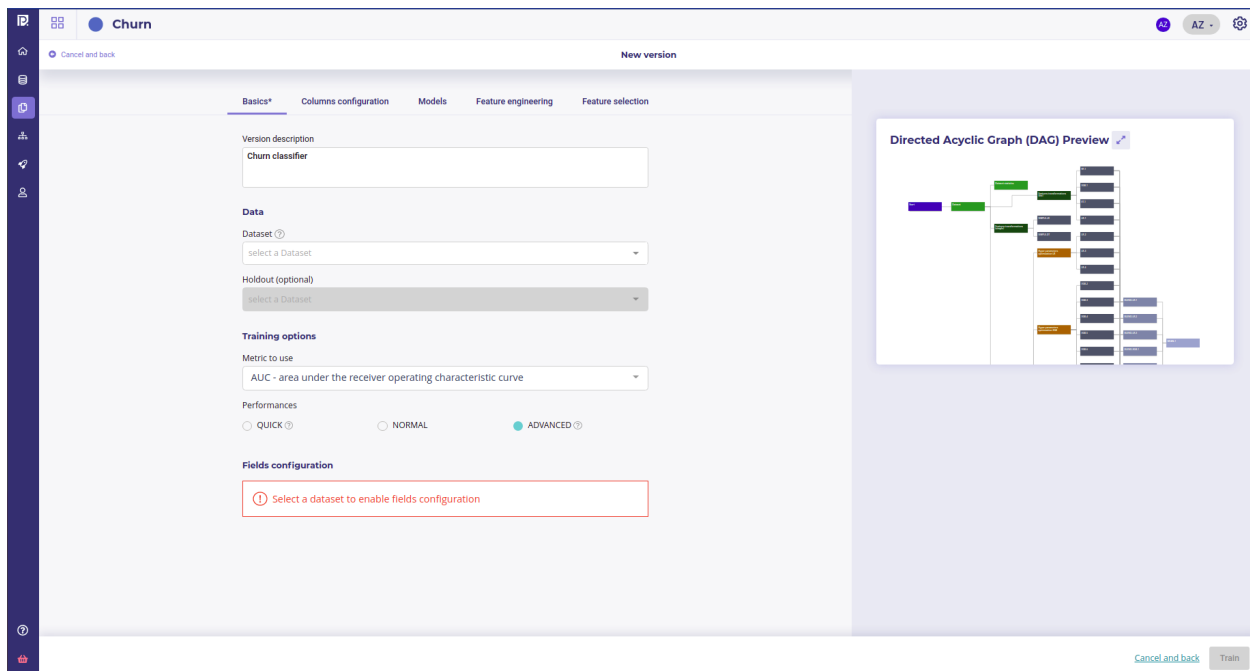 Churn
AZ
AZ
Cancel and back
New version
Basics*
Columns configuration
Models
Feature engineering
Feature selection
Version description
Churn classifier
Data
Dataset
select a Dataset
Holdout (optional)
select a Dataset
Training options
Metric to use
AUC - area under the receiver operating characteristic curve
Performances
QUICK
NORMAL
ADVANCED
Fields configuration
Select a dataset to enable fields configuration
Directed Acyclic Graph (DAG) Preview
Cancel and back
Train